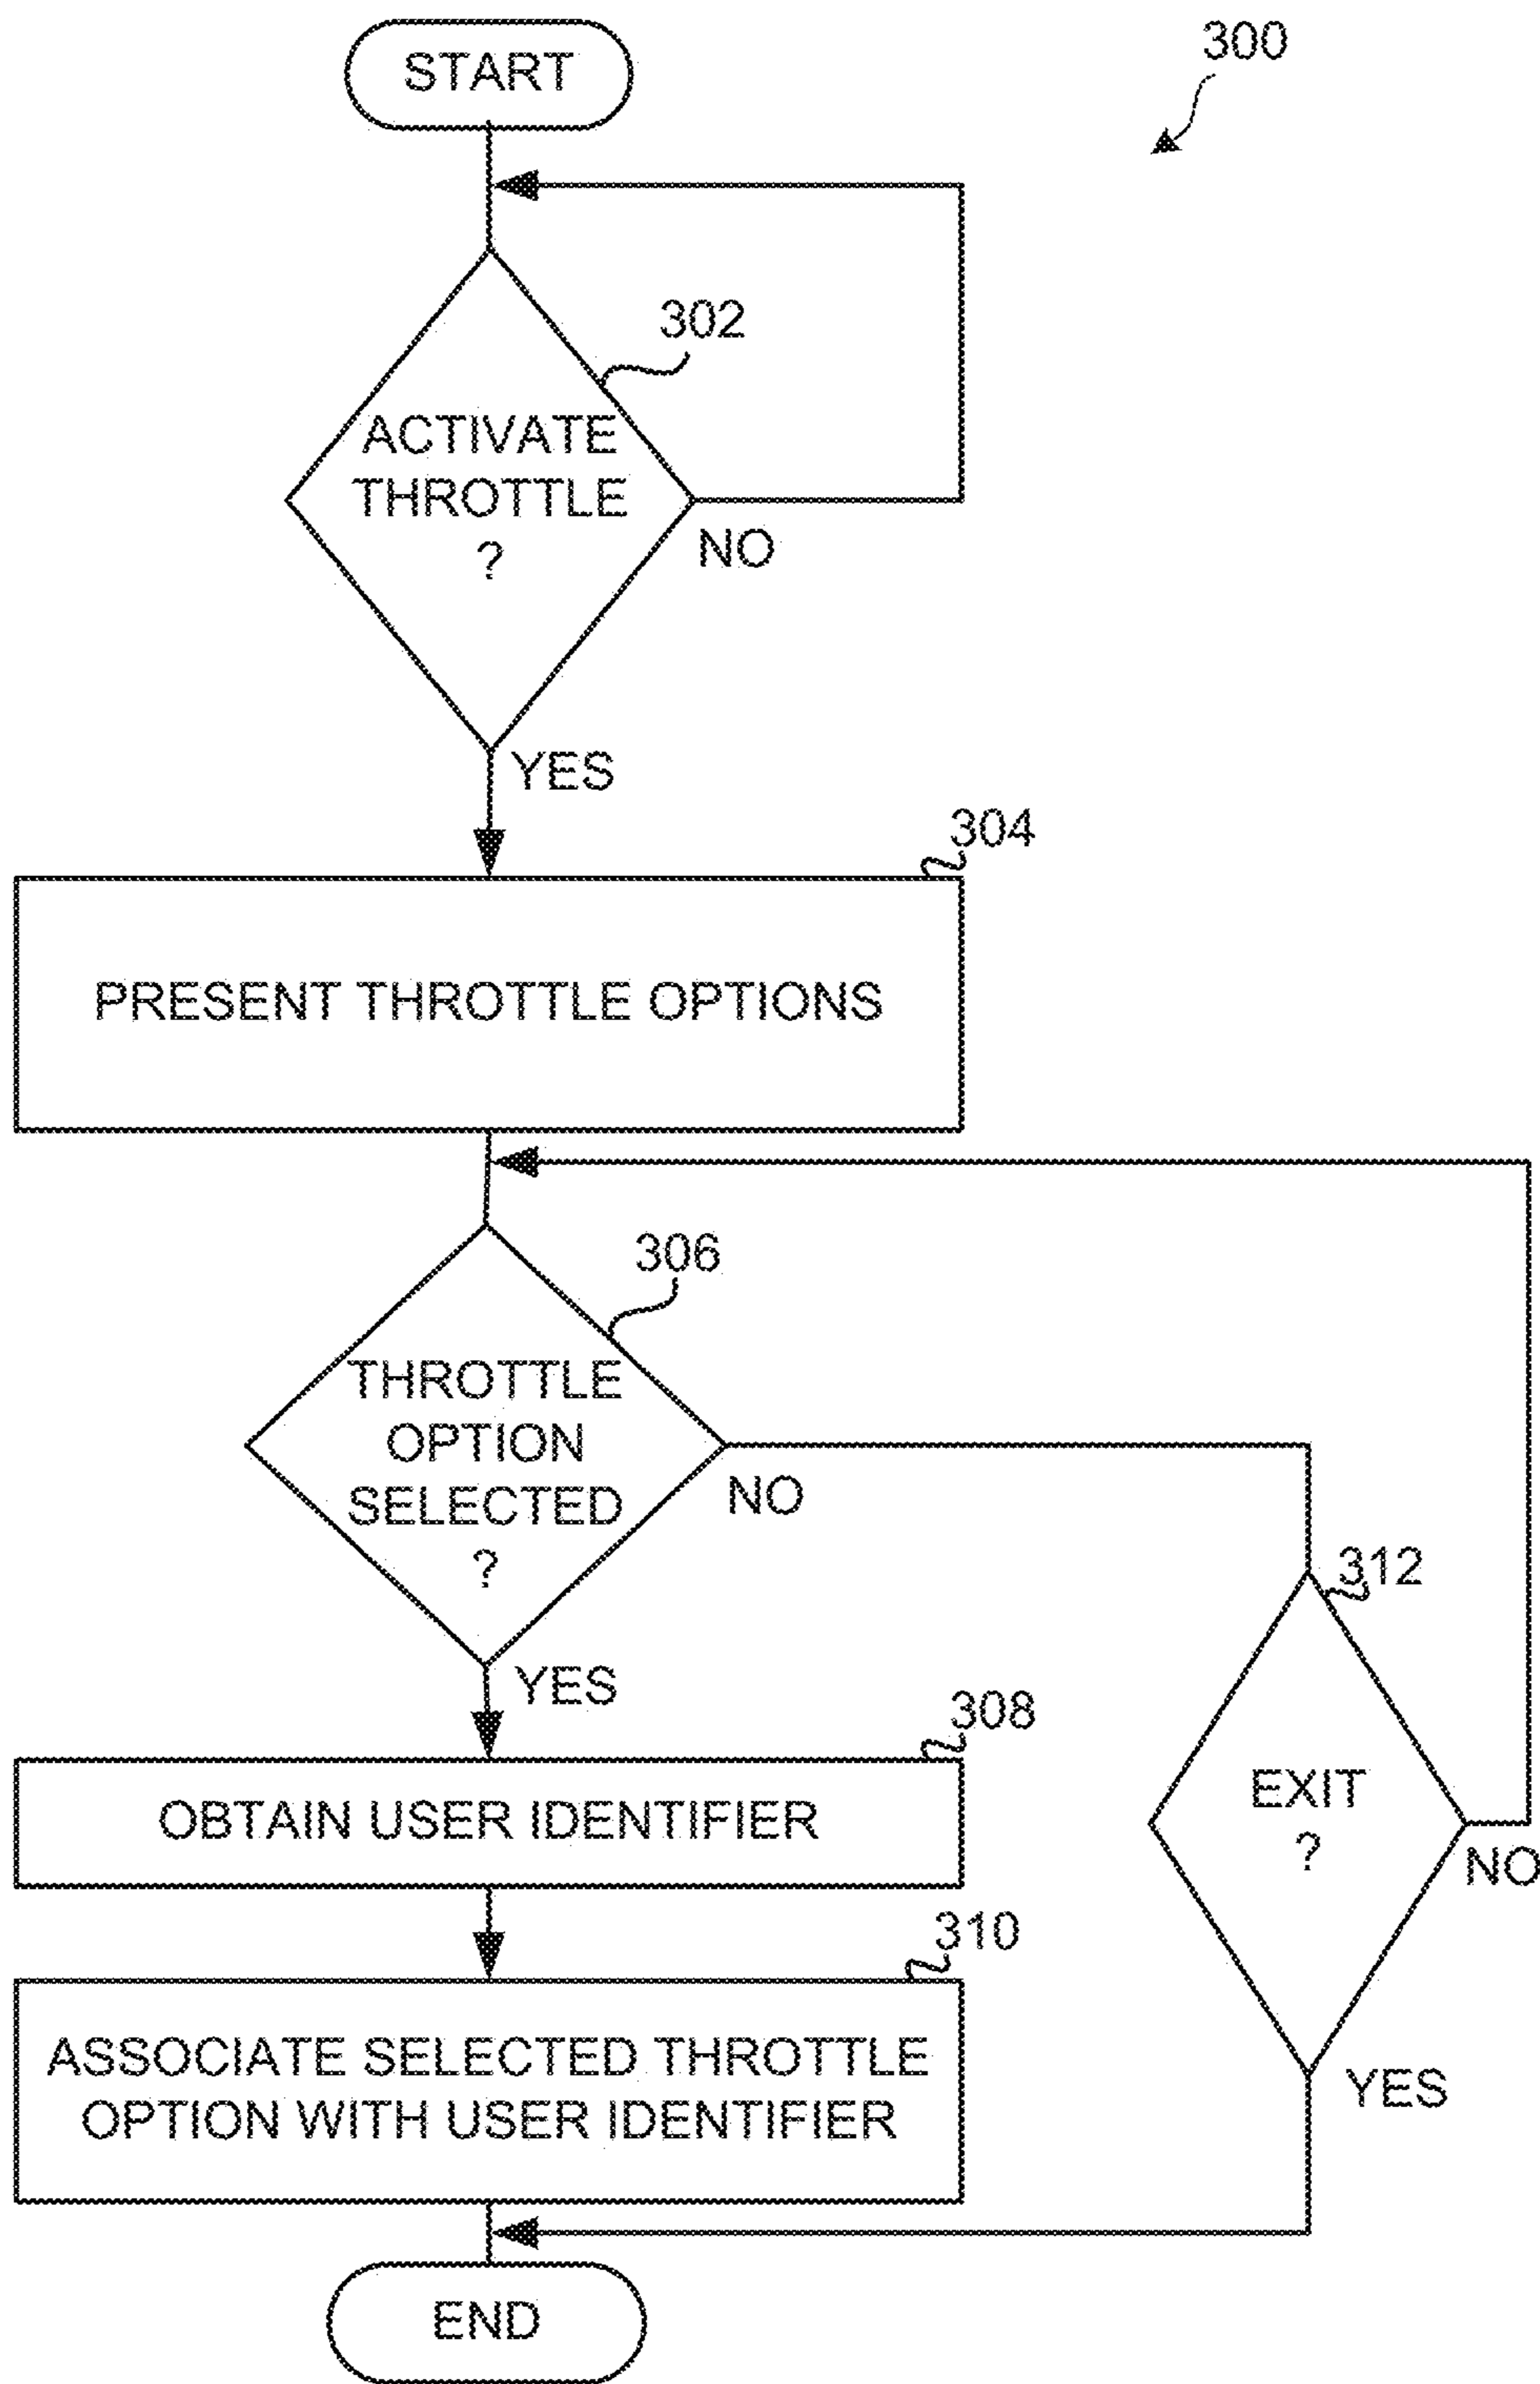 START
300
302
ACTIVATE
THROTTLE
?
NO
YES
304
PRESENT THROTTLE OPTIONS
306
THROTTLE
OPTION
SELECTED
?
NO
312
YES
308
EXIT
?
NO
OBTAIN USER IDENTIFIER
310
ASSOCIATE SELECTED THROTTLE
OPTION WITH USER IDENTIFIER
YES
END